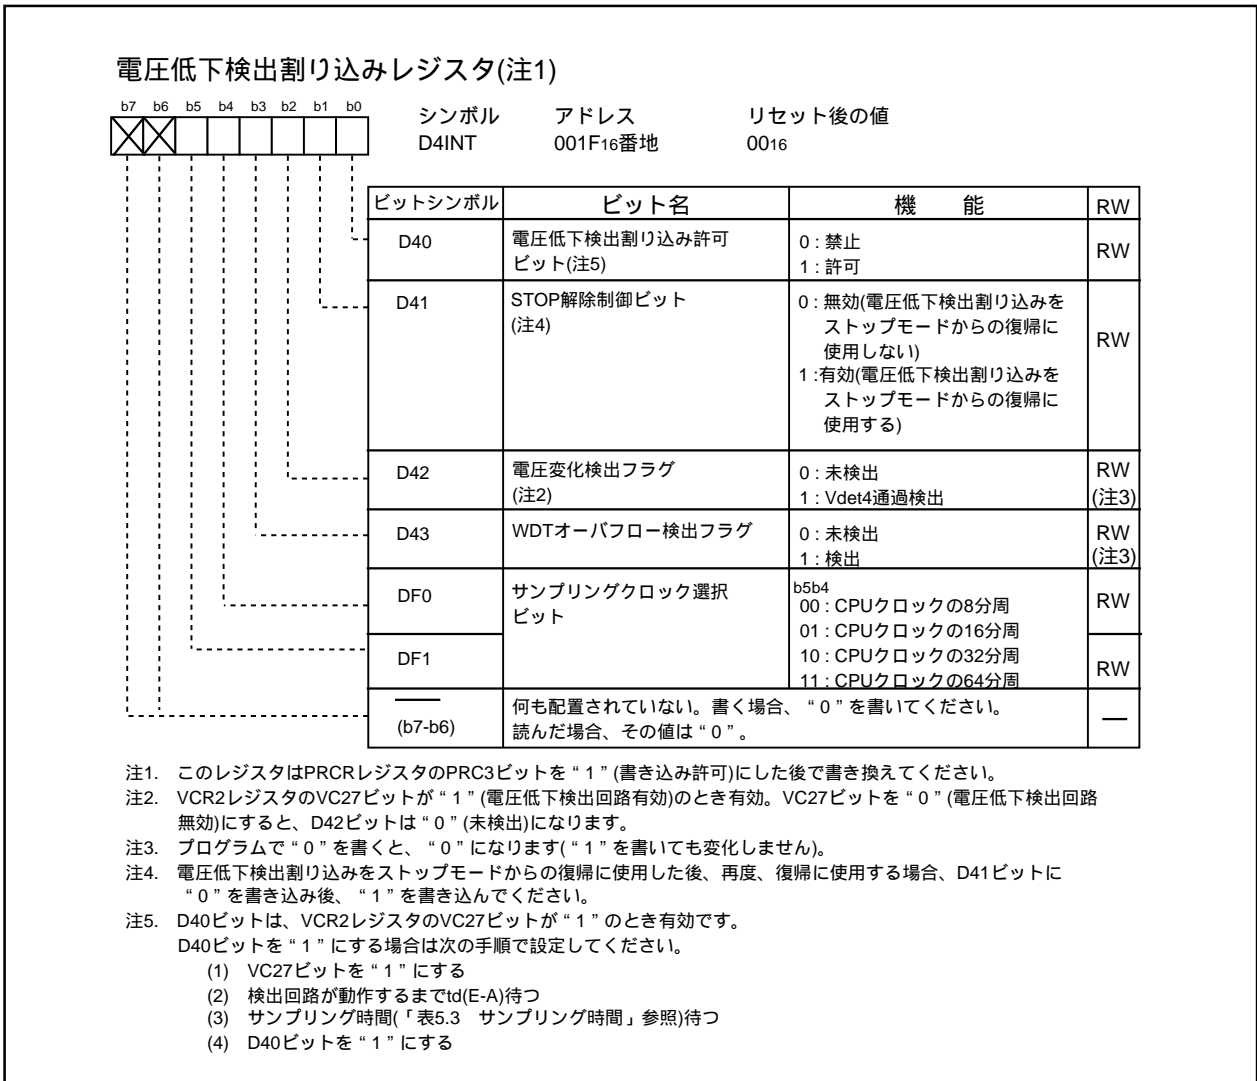 電圧低下検出割り込みレジスタ(注1)
b7 b6 b5 b4 b3 b2 b1 b0
シンボル アドレス リセット後の値
D4INT 001F16番地 0016
ビットシンボル ビット名 機 能 RW
D40 電圧低下検出割り込み許可 0 : 禁止 RW
ビット(注5) 1 : 許可
D41 STOP解除制御ビット 0 : 無効(電圧低下検出割り込みを RW
(注4) ストップモードからの復帰に
使用しない)
1 :有効(電圧低下検出割り込みを
ストップモードからの復帰に
使用する)
D42 電圧変化検出フラグ 0 : 未検出 RW
(注2) 1 : Vdet4通過検出 (注3)
D43 WDTオーバフロー検出フラグ 0 : 未検出 RW
1 : 検出 (注3)
DF0 サンプリングクロック選択 b5b4 RW
ビット 00 : CPUクロックの8分周
01 : CPUクロックの16分周
DF1 10 : CPUクロックの32分周 RW
11 : CPUクロックの64分周
(b7-b6) 何も配置されていない。書く場合、“ 0 ” を書いてください。 —
読んだ場合、その値は “ 0 ” 。
注1. このレジスタはPRCRレジスタのPRC3ビットを “ 1 ” (書き込み許可)にした後で書き換えてください。
注2. VCR2レジスタのVC27ビットが “ 1 ” (電圧低下検出回路有効)のとき有効。VC27ビットを “ 0 ” (電圧低下検出回路
無効)にすると、D42ビットは “ 0 ” (未検出)になります。
注3. プログラムで “ 0 ” を書くと、 “ 0 ” になります( “ 1 ” を書いても変化しません)。
注4. 電圧低下検出割り込みをストップモードからの復帰に使用した後、再度、復帰に使用する場合、D41ビットに
“ 0 ” を書き込み後、 “ 1 ” を書き込んでください。
注5. D40ビットは、VCR2レジスタのVC27ビットが “ 1 ” のとき有効です。
D40ビットを “ 1 ” にする場合は次の手順で設定してください。
(1) VC27ビットを “ 1 ” にする
(2) 検出回路が動作するまでtd(E-A)待つ
(3) サンプリング時間(「表5.3 サンプリング時間」参照)待つ
(4) D40ビットを “ 1 ” にする